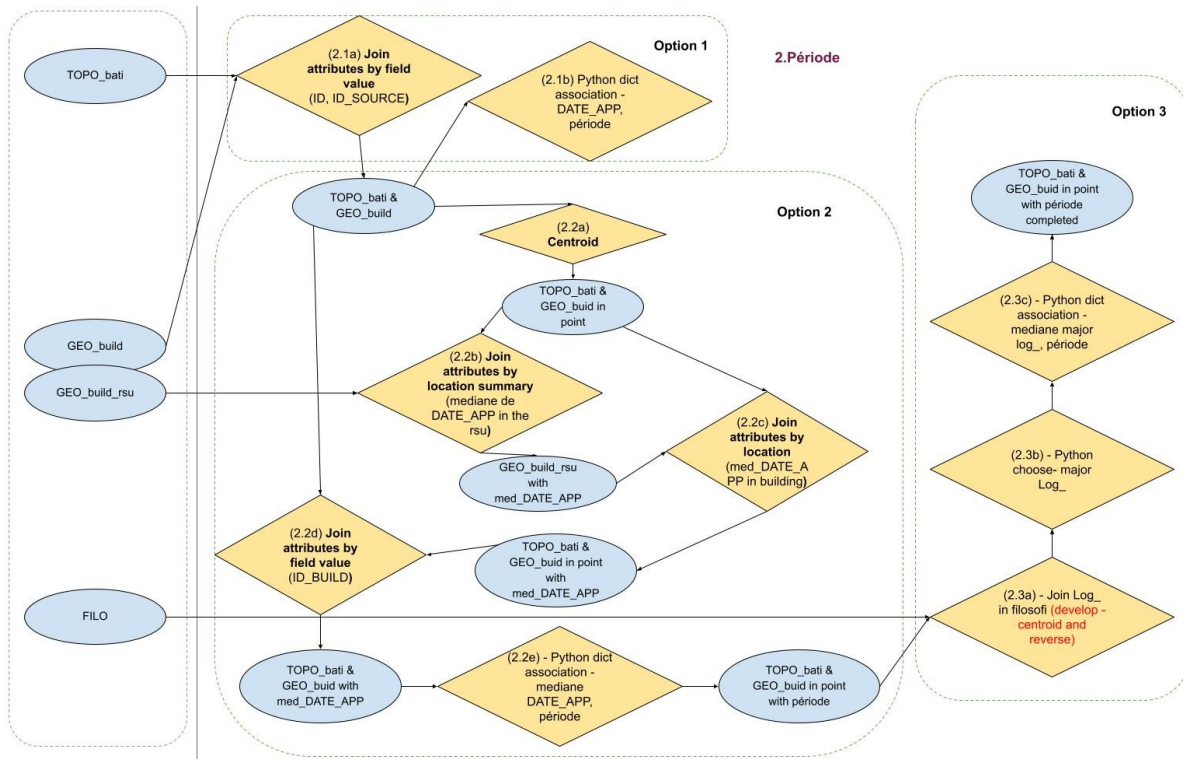 Option 1
2.Période
(2.1a) Join
attributes by field
value
(ID, ID_SOURCE)
TOPO_bati
(2.1b) Python dict
association -
DATE_APP,
période
Option 3
TOPO_bati &
GEO_build
Option 2
TOPO_bati &
GEO_buid in point
with période
completed
(2.2a)
Centroid
TOPO_bati &
GEO_buid in
point
(2.3c) - Python dict
association -
mediane major
log_, période
GEO_build
GEO_build_rsu
(2.2b) Join
attributes by
location summary
(mediane de
DATE_APP in the
rsu)
(2.2c) Join
attributes by
location
(med_DATE_A
PP in building)
GEO_build_rsu
with
med_DATE_APP
(2.3b) - Python
choose- major
Log_
(2.2d) Join
attributes by
field value
(ID_BUILD)
TOPO_bati &
GEO_buid in point
with
med_DATE_APP
FILO
(2.3a) - Join Log_
in filosofi (develop -
centroid and
reverse)
TOPO_bati &
GEO_buid with
med_DATE_APP
(2.2e) - Python dict
association -
mediane
DATE_APP,
période
TOPO_bati &
GEO_buid in point
with période